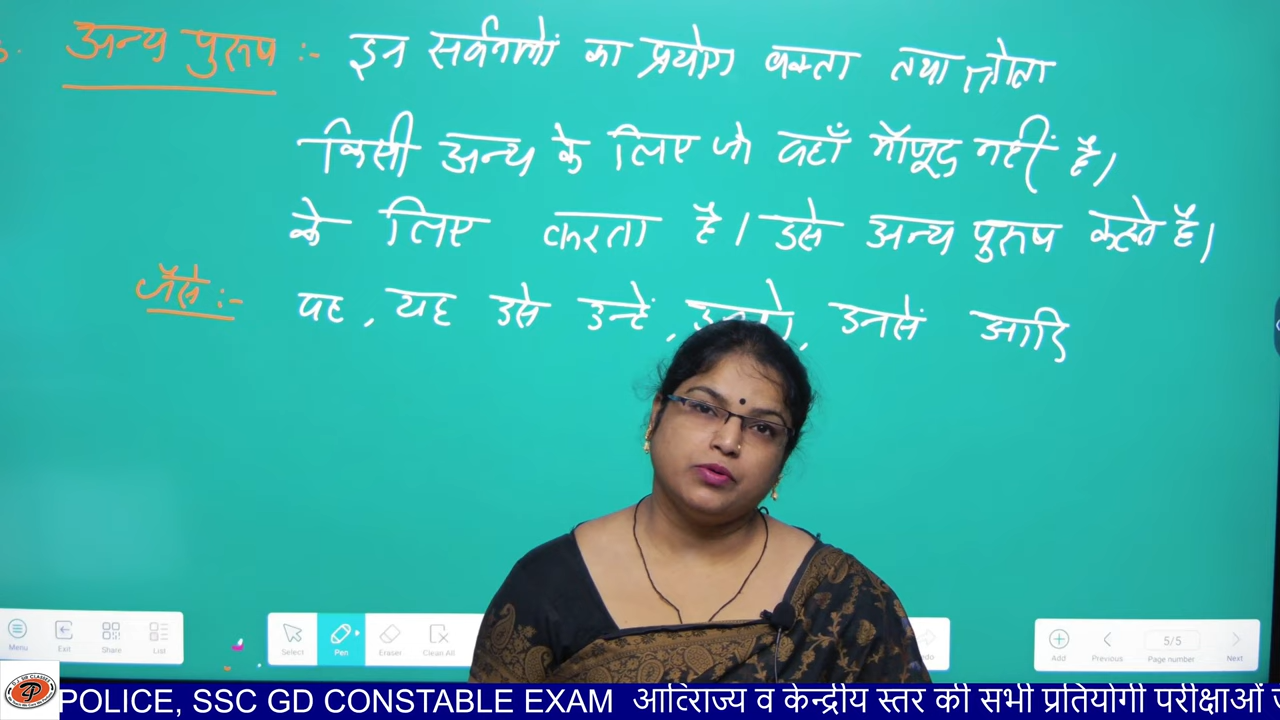 अन्य पुरुष :- इन सर्वनामों का प्रयोग वक्ता तथा श्रोता
किसी अन्य के लिए जो वहाँ मौजूद नहीं है।
के लिए करता है। उसे अन्य पुरुष कहते है।
जैसे :- वह, यह उसे उन्हें, उनसें आदि
Menu Exit Share List Select Pen Eraser Clean All Add Previous 5/5 Page number Next
POLICE, SSC GD CONSTABLE EXAM आदि राज्य व केन्द्रीय स्तर की सभी प्रतियोगी परीक्षाओं